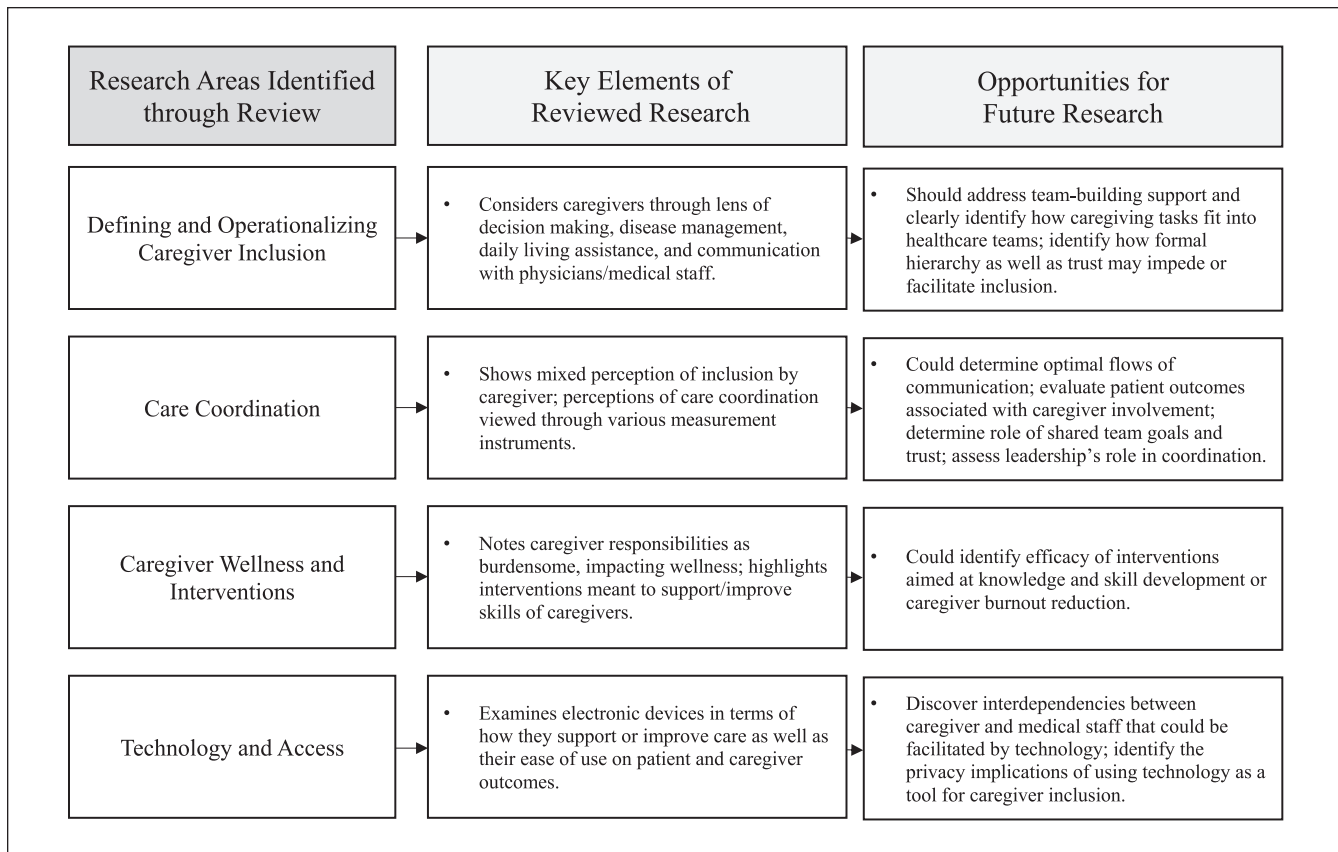 Research Areas Identified
through Review
Key Elements of
Reviewed Research
Opportunities for
Future Research
Defining and Operationalizing
Caregiver Inclusion
• Considers caregivers through lens of
decision making, disease management,
daily living assistance, and communication
with physicians/medical staff.
• Should address team-building support and
clearly identify how caregiving tasks fit into
healthcare teams; identify how formal
hierarchy as well as trust may impede or
facilitate inclusion.
Care Coordination
• Shows mixed perception of inclusion by
caregiver; perceptions of care coordination
viewed through various measurement
instruments.
• Could determine optimal flows of
communication; evaluate patient outcomes
associated with caregiver involvement;
determine role of shared team goals and
trust; assess leadership's role in coordination.
Caregiver Wellness and
Interventions
• Notes caregiver responsibilities as
burdensome, impacting wellness; highlights
interventions meant to support/improve
skills of caregivers.
• Could identify efficacy of interventions
aimed at knowledge and skill development or
caregiver burnout reduction.
Technology and Access
• Examines electronic devices in terms of
how they support or improve care as well as
their ease of use on patient and caregiver
outcomes.
• Discover interdependencies between
caregiver and medical staff that could be
facilitated by technology; identify the
privacy implications of using technology as a
tool for caregiver inclusion.